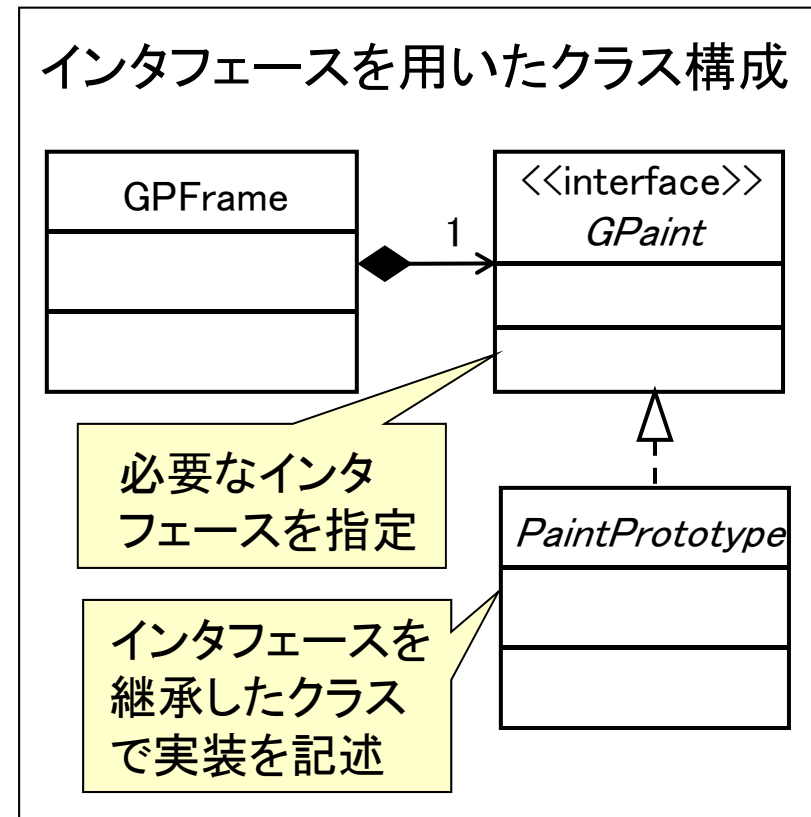 インタフェースを用いたクラス構成
GPFrame
1
<<interface>>
GPaint
必要なインタ
フェースを指定
PaintPrototype
インタフェースを
継承したクラス
で実装を記述